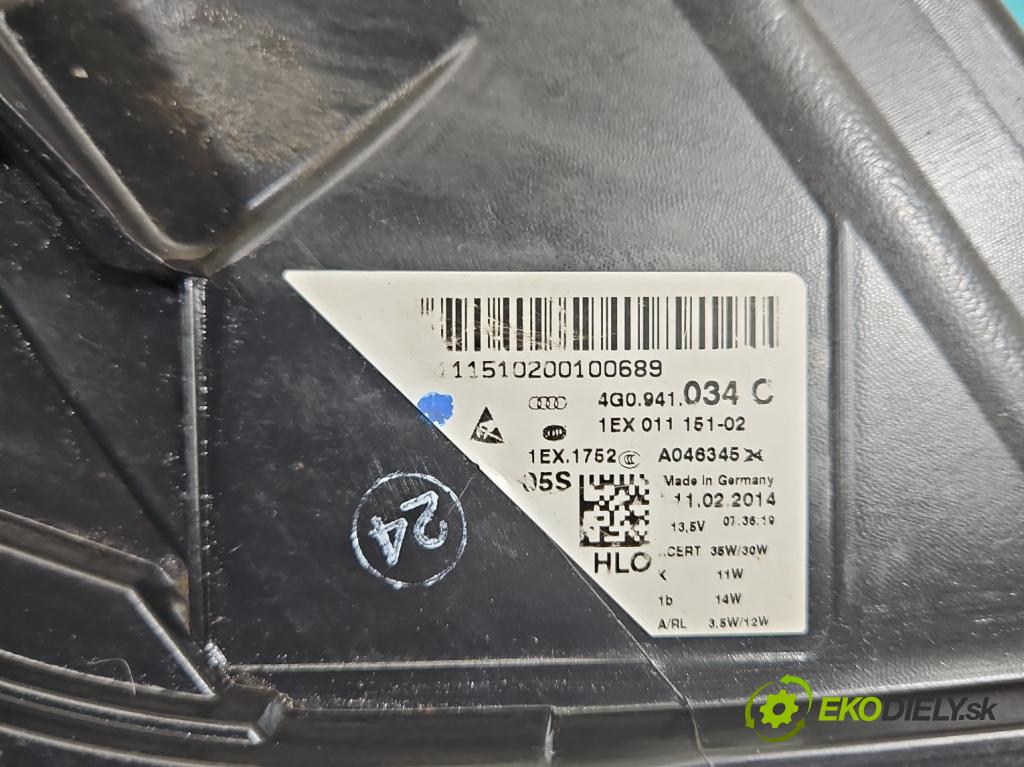 11510200100689
4G0.941.034 C
1EX 011 151-02
1EX.1752 CCC A046345
05S
Made in Germany
11.02.2014
13,5V 07:36:19
HLO
CERT 35W/30W
11W
1b 14W
A/RL 3,5W/12W
24
EKODIELY.sk